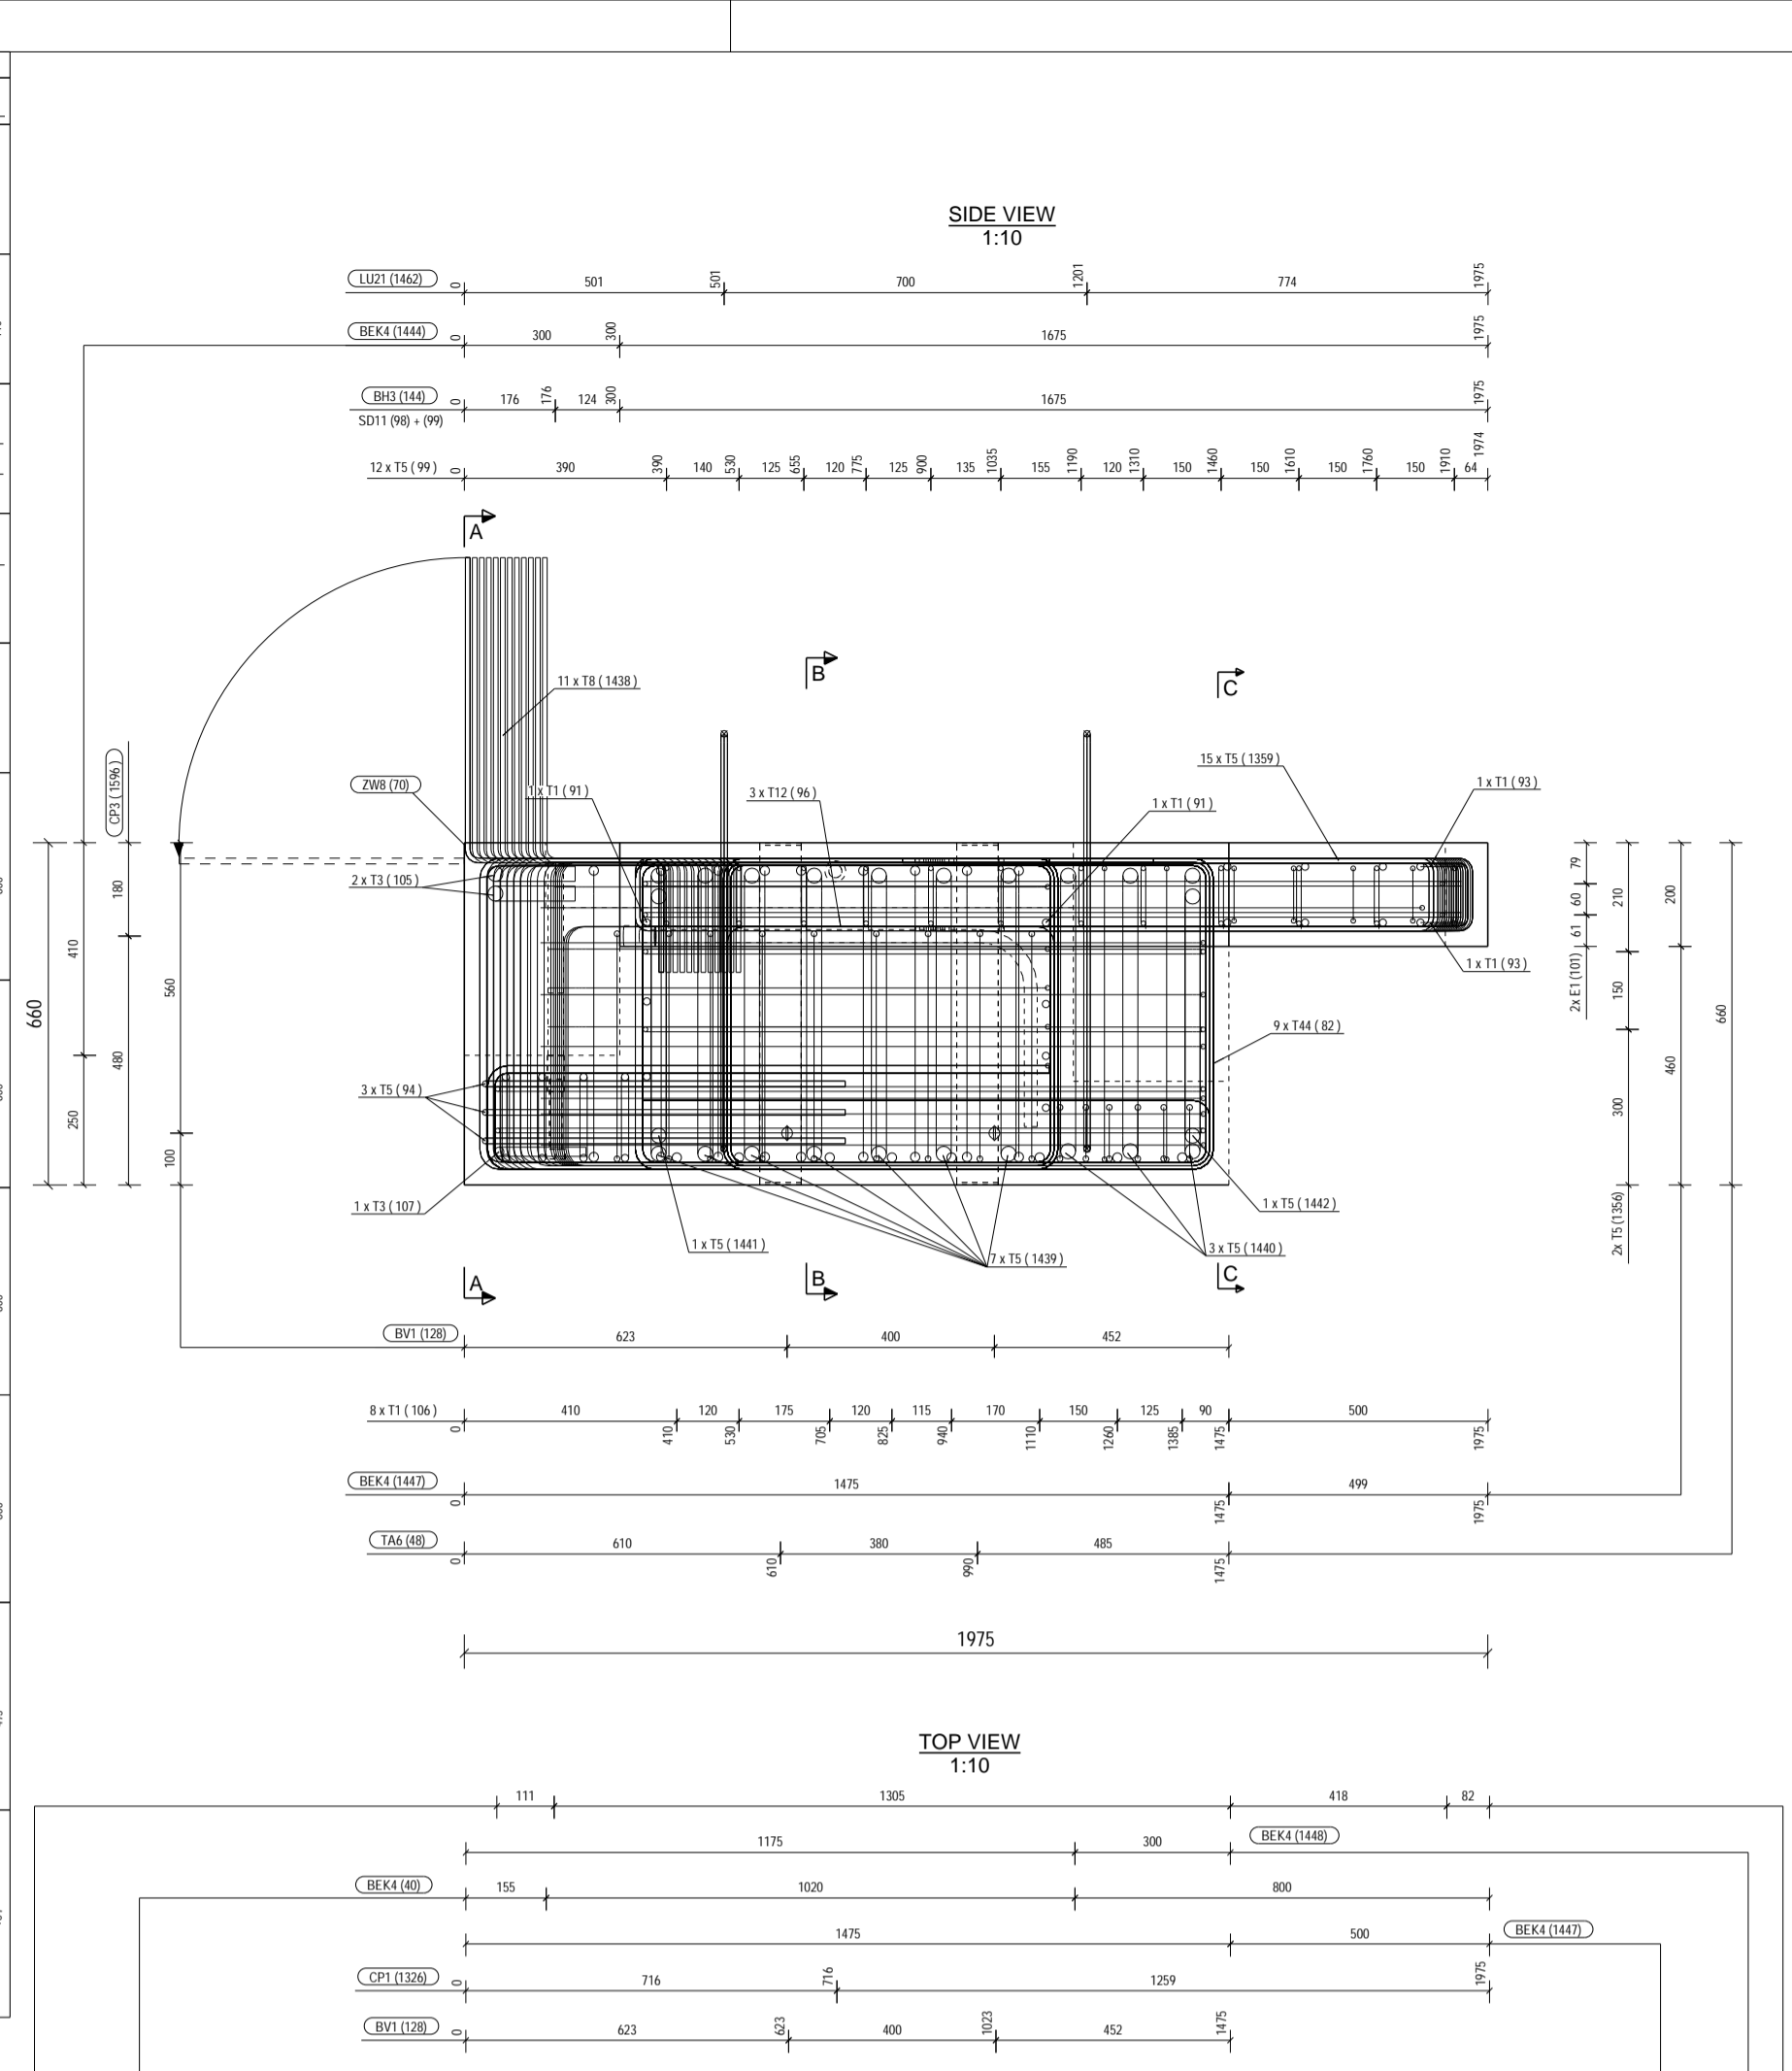 SIDE VIEW
1:10
LU21 (1462) 0 501 501 700 1201 774 1975
BEK4 (1444) 0 300 300 1675 1975
BH3 (144) 0 176 176 124 300 1675 1975
SD11 (98) + (99)
12 x T5 ( 99 ) 0 390 390 140 530 125 655 120 775 125 900 135 1035 155 1190 120 1310 150 1460 150 1610 150 1760 150 1910 64 1974
A
B
C
11 x T8 ( 1438 )
CP3 ( 1596 )
ZW8 (70)
1 x T1 ( 91 )
3 x T12 ( 96 )
1 x T1 ( 91 )
15 x T5 ( 1359 )
1 x T1 ( 93 )
2 x T3 ( 105 )
1 x T1 ( 93 )
660
410
250
180
480
560
100
79
60
61
2x E1 (101)
210
150
300
2x T5 (1356)
200
460
660
9 x T44 ( 82 )
3 x T5 ( 94 )
1 x T3 ( 107 )
1 x T5 ( 1441 )
7 x T5 ( 1439 )
3 x T5 ( 1440 )
1 x T5 ( 1442 )
A
B
C
BV1 (128) 623 400 452
8 x T1 ( 106 ) 0 410 410 120 530 175 705 120 825 115 940 170 1110 150 1260 125 1385 90 1475 500 1975
BEK4 (1447) 0 1475 1475 499 1975
TA6 (48) 0 610 610 380 990 485 1475
1975
TOP VIEW
1:10
111 1305 418 82
1175 300 BEK4 (1448)
BEK4 (40) 155 1020 800
1475 500 BEK4 (1447)
CP1 (1326) 0 716 716 1259 1975
BV1 (128) 0 623 623 400 1023 452 1475